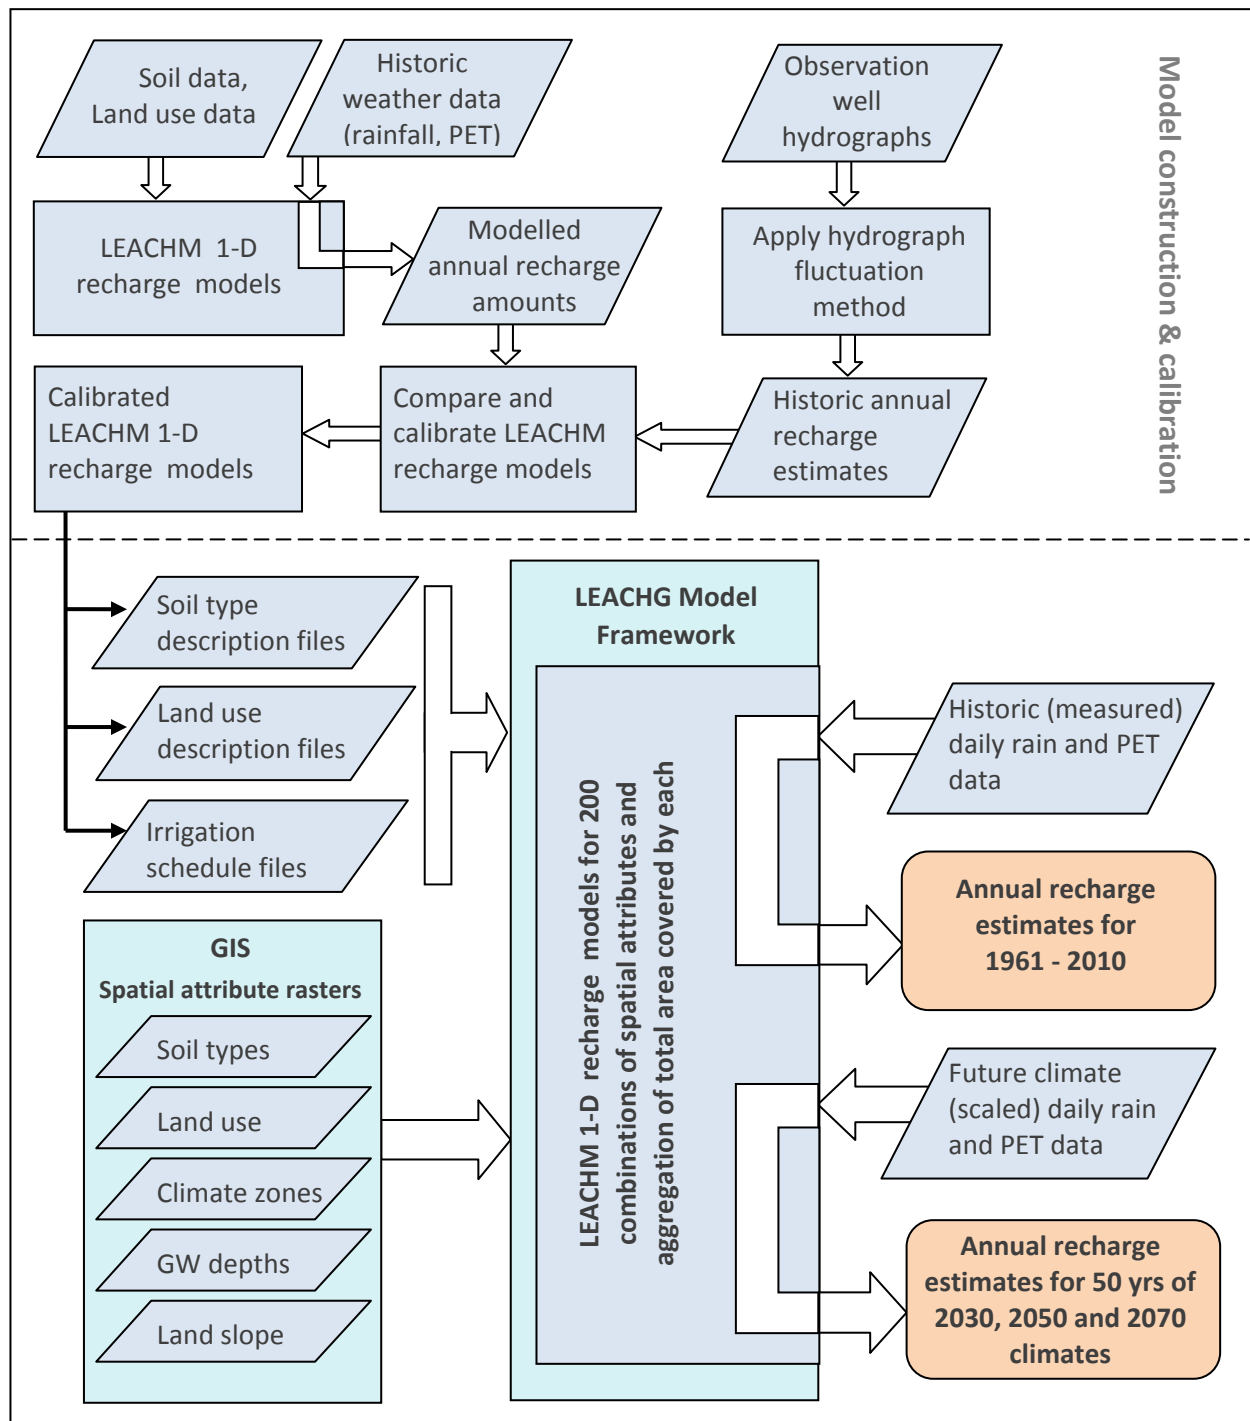 Soil data,
Land use data
Historic
weather data
(rainfall, PET)
Observation
well
hydrographs
Model construction & calibration
LEACHM 1-D
recharge models
Modelled
annual recharge
amounts
Apply hydrograph
fluctuation
method
Calibrated
LEACHM 1-D
recharge models
Compare and
calibrate LEACHM
recharge models
Historic annual
recharge
estimates
Soil type
description files
Land use
description files
Irrigation
schedule files
GIS
Spatial attribute rasters
Soil types
Land use
Climate zones
GW depths
Land slope
LEACHG Model
Framework
LEACHM 1-D recharge models for 200
combinations of spatial attributes and
aggregation of total area covered by each
Historic (measured)
daily rain and PET
data
Annual recharge
estimates for
1961 - 2010
Future climate
(scaled) daily rain
and PET data
Annual recharge
estimates for 50 yrs of
2030, 2050 and 2070
climates